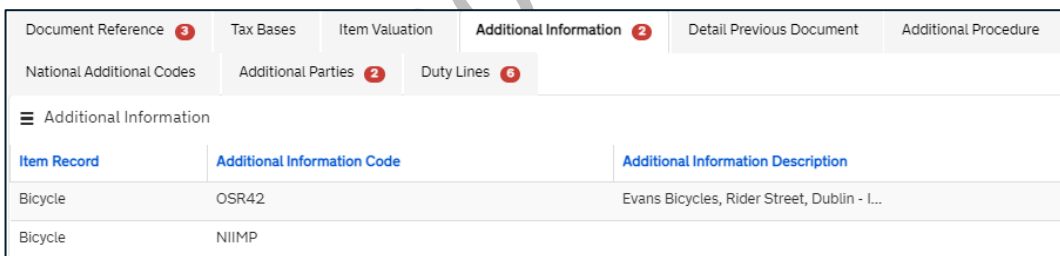 Document Reference 3 Tax Bases Item Valuation Additional Information 2 Detail Previous Document Additional Procedure
National Additional Codes Additional Parties 2 Duty Lines 6
Additional Information
Item Record Additional Information Code Additional Information Description
Bicycle OSR42 Evans Bicycles, Rider Street, Dublin - I...
Bicycle NIIMP